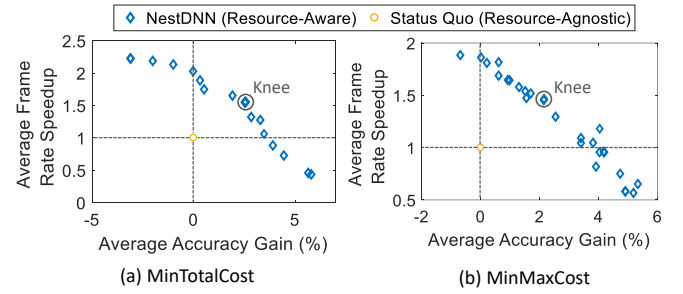 NestDNN (Resource-Aware) Status Quo (Resource-Agnostic)
Average Frame
Rate Speedup
2.5
2
1.5
1
0.5
0
-5 0 5
Knee
Average Accuracy Gain (%)
(a) MinTotalCost
Average Frame
Rate Speedup
2
1.5
1
0.5
-2 0 2 4 6
Knee
Average Accuracy Gain (%)
(b) MinMaxCost